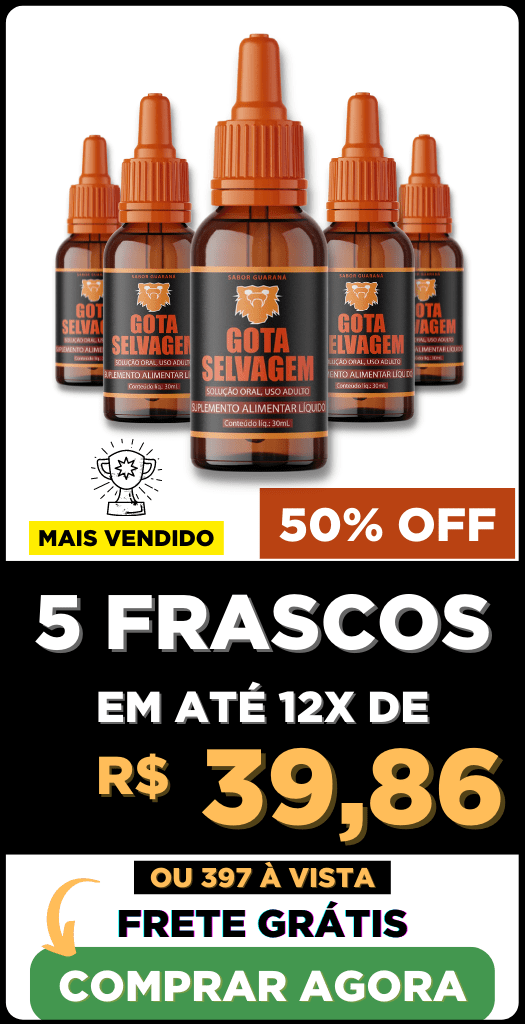 SABOR GUARANÁ
GOTA
SELVAGEM
SOLUÇÃO ORAL, USO ADULTO
SUPLEMENTO ALIMENTAR LÍQUIDO
Conteúdo líq.: 30mL
MAIS VENDIDO
50% OFF
5 FRASCOS
EM ATÉ 12X DE
R$ 39,86
OU 397 À VISTA
FRETE GRÁTIS
COMPRAR AGORA